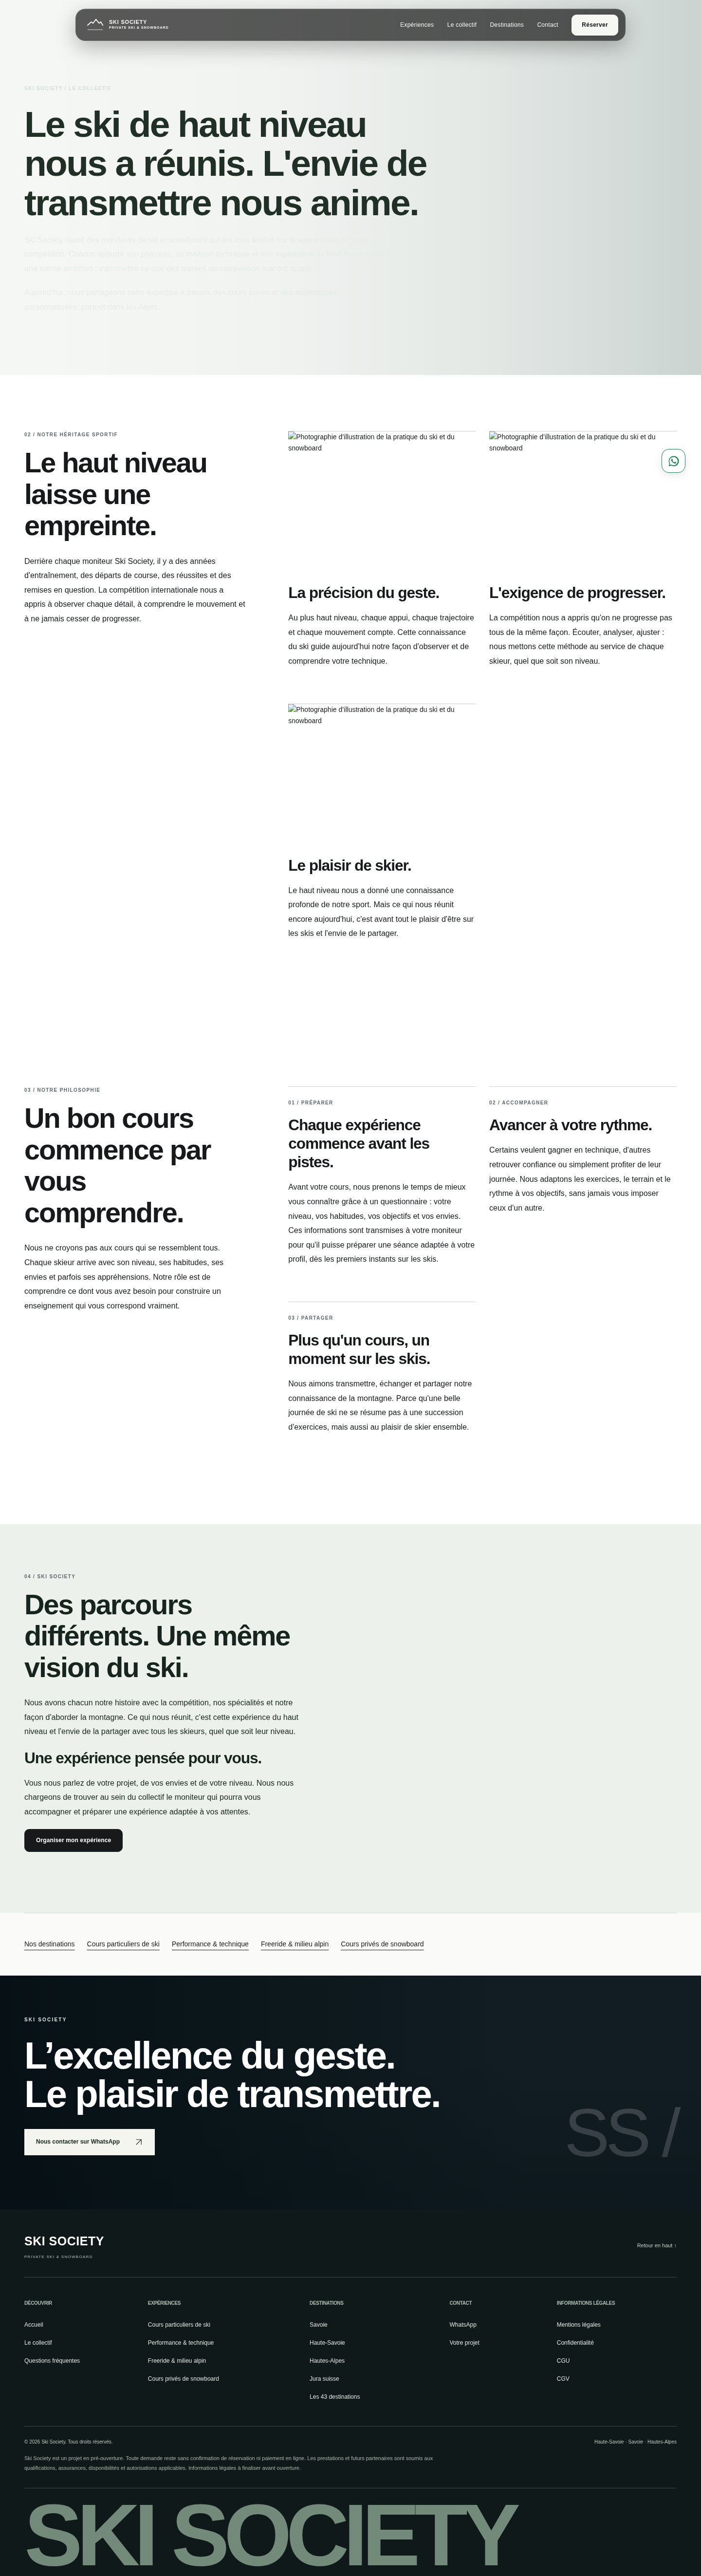 SKI SOCIETY
PRIVATE SKI & SNOWBOARD
Expériences
Le collectif
Destinations
Contact
Réserver
SKI SOCIETY / LE COLLECTIF
Le ski de haut niveau
nous a réunis. L'envie de
transmettre nous anime.
02 / NOTRE HÉRITAGE SPORTIF
Le haut niveau
laisse une
empreinte.
Derrière chaque moniteur Ski Society, il y a des années
d'entraînement, des départs de course, des réussites et des
remises en question. La compétition internationale nous a
appris à observer chaque détail, à comprendre le mouvement et
à ne jamais cesser de progresser.
Photographie d'illustration de la pratique du ski et du
snowboard
La précision du geste.
Au plus haut niveau, chaque appui, chaque trajectoire
et chaque mouvement compte. Cette connaissance
du ski guide aujourd'hui notre façon d'observer et de
comprendre votre technique.
Photographie d'illustration de la pratique du ski et du
snowboard
L'exigence de progresser.
La compétition nous a appris qu'on ne progresse pas
tous de la même façon. Écouter, analyser, ajuster :
nous mettons cette méthode au service de chaque
skieur, quel que soit son niveau.
Photographie d'illustration de la pratique du ski et du
snowboard
Le plaisir de skier.
Le haut niveau nous a donné une connaissance
profonde de notre sport. Mais ce qui nous réunit
encore aujourd'hui, c'est avant tout le plaisir d'être sur
les skis et l'envie de le partager.
03 / NOTRE PHILOSOPHIE
Un bon cours
commence par
vous
comprendre.
Nous ne croyons pas aux cours qui se ressemblent tous.
Chaque skieur arrive avec son niveau, ses habitudes, ses
envies et parfois ses appréhensions. Notre rôle est de
comprendre ce dont vous avez besoin pour construire un
enseignement qui vous correspond vraiment.
01 / PRÉPARER
Chaque expérience
commence avant les
pistes.
Avant votre cours, nous prenons le temps de mieux
vous connaître grâce à un questionnaire : votre
niveau, vos habitudes, vos objectifs et vos envies.
Ces informations sont transmises à votre moniteur
pour qu'il puisse préparer une séance adaptée à votre
profil, dès les premiers instants sur les skis.
02 / ACCOMPAGNER
Avancer à votre rythme.
Certains veulent gagner en technique, d'autres
retrouver confiance ou simplement profiter de leur
journée. Nous adaptons les exercices, le terrain et le
rythme à vos objectifs, sans jamais vous imposer
ceux d'un autre.
03 / PARTAGER
Plus qu'un cours, un
moment sur les skis.
Nous aimons transmettre, échanger et partager notre
connaissance de la montagne. Parce qu'une belle
journée de ski ne se résume pas à une succession
d'exercices, mais aussi au plaisir de skier ensemble.
04 / SKI SOCIETY
Des parcours
différents. Une même
vision du ski.
Nous avons chacun notre histoire avec la compétition, nos spécialités et notre
façon d'aborder la montagne. Ce qui nous réunit, c'est cette expérience du haut
niveau et l'envie de la partager avec tous les skieurs, quel que soit leur niveau.
Une expérience pensée pour vous.
Vous nous parlez de votre projet, de vos envies et de votre niveau. Nous nous
chargeons de trouver au sein du collectif le moniteur qui pourra vous
accompagner et préparer une expérience adaptée à vos attentes.
Organiser mon expérience
Nos destinations
Cours particuliers de ski
Performance & technique
Freeride & milieu alpin
Cours privés de snowboard
SKI SOCIETY
L’excellence du geste.
Le plaisir de transmettre.
Nous contacter sur WhatsApp
SS /
SKI SOCIETY
PRIVATE SKI & SNOWBOARD
Retour en haut ↑
DÉCOUVRIR
Accueil
Le collectif
Questions fréquentes
EXPÉRIENCES
Cours particuliers de ski
Performance & technique
Freeride & milieu alpin
Cours privés de snowboard
DESTINATIONS
Savoie
Haute-Savoie
Hautes-Alpes
Jura suisse
Les 43 destinations
CONTACT
WhatsApp
Votre projet
INFORMATIONS LÉGALES
Mentions légales
Confidentialité
CGU
CGV
© 2026 Ski Society. Tous droits réservés.
Haute-Savoie · Savoie · Hautes-Alpes
Ski Society est un projet en pré-ouverture. Toute demande reste sans confirmation de réservation ni paiement en ligne. Les prestations et futurs partenaires sont soumis aux
qualifications, assurances, disponibilités et autorisations applicables. Informations légales à finaliser avant ouverture.
SKI SOCIETY